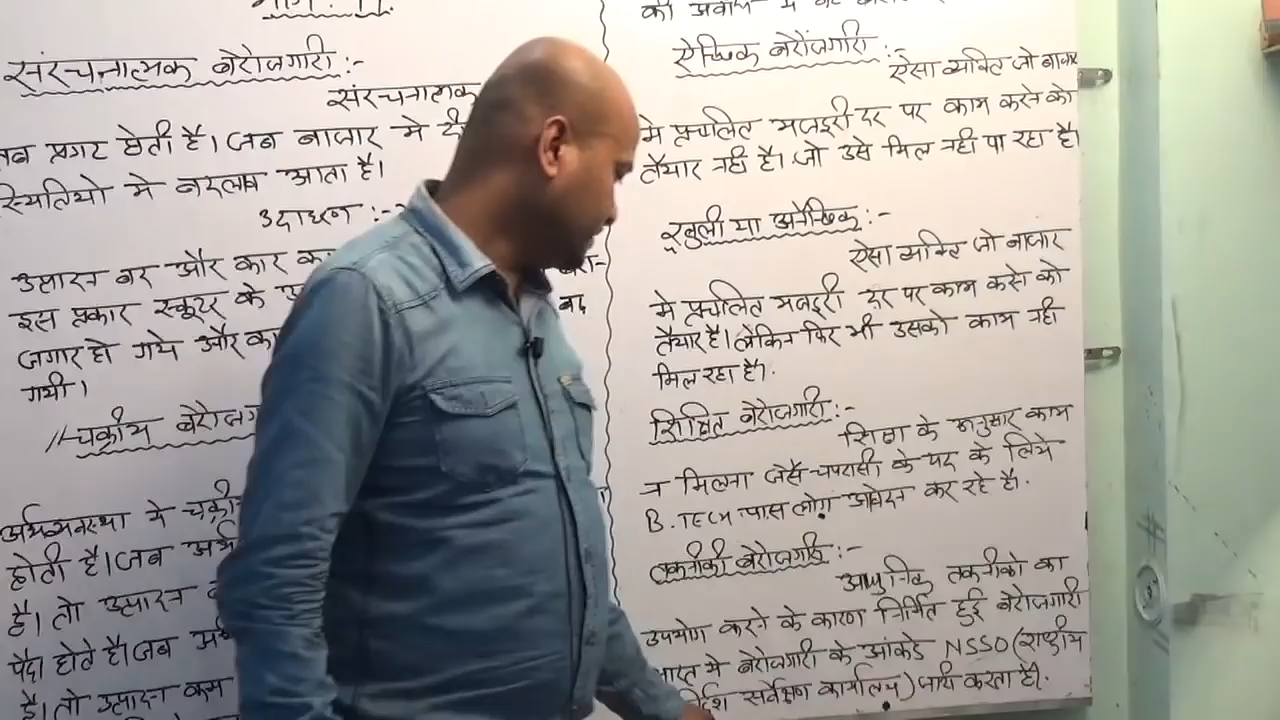 संरचनात्मक बेरोजगारी :-
संरचनात्मक
प्रगट होती है। जब बाजार मे
स्थितियो मे बदलाव आता है।
उदाहरण :-
उत्पादन कर और कार
इस प्रकार स्कूटर के
जगार हो गये और का
गयी।
चक्रीय बेरोजग
अर्थव्यवस्था मे चक्री
होती है। जब अर्थ
है। तो उत्पादन
पैदा होते है। जब अर्थ
है। तो उत्पादन कम
ऐच्छिक बेरोजगारी :-
ऐसा व्यक्ति जो बाजार
मे प्रचलित मजदूरी दर पर काम करने को
तैयार नही है। जो उसे मिल नही पा रहा है।
खुली या अनैच्छिक :-
ऐसा व्यक्ति जो बाजार
मे प्रचलित मजदूरी दर पर काम करने को
तैयार है। लेकिन फिर भी उसको काम नही
मिल रहा है।
शिक्षित बेरोजगारी :-
शिक्षा के अनुसार काम
न मिलना जैसे चपरासी के पद के लिये
B. TECH पास लोग आवेदन कर रहे है।
तकनीकी बेरोजगारी :-
आधुनिक तकनीको का
उपयोग करने के कारण निर्मित हुई बेरोजगारी
भारत मे बेरोजगारी के आंकडे NSSO (राष्ट्रीय
सर्वेक्षण कार्यालय) जारी करता है।